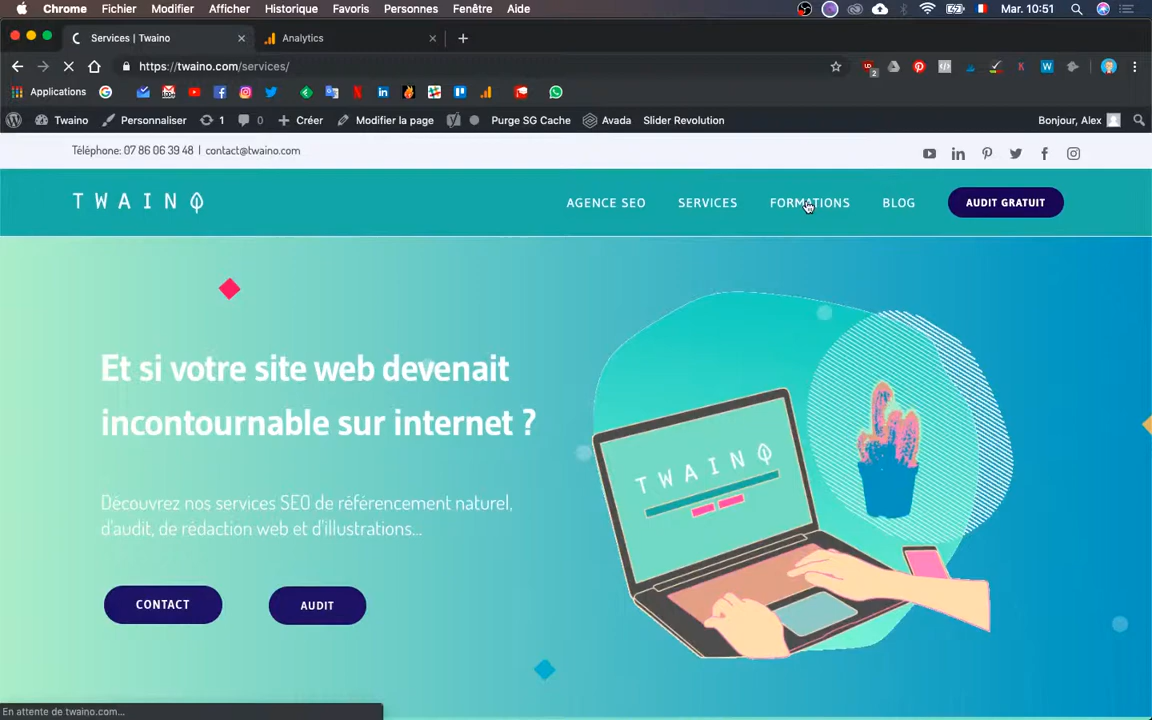 Chrome Fichier Modifier Afficher Historique Favoris Personnes Fenêtre Aide Mar. 10:51
Services | Twaino Analytics
https://twaino.com/services/
Applications
Twaino Personnaliser 1 0 Créer Modifier la page Purge SG Cache Avada Slider Revolution Bonjour, Alex
Téléphone: 07 86 06 39 48 | contact@twaino.com
TWAINO AGENCE SEO SERVICES FORMATIONS BLOG AUDIT GRATUIT
Et si votre site web devenait
incontournable sur internet ?
Découvrez nos services SEO de référencement naturel,
d'audit, de rédaction web et d'illustrations...
CONTACT AUDIT
TWAINO
En attente de twaino.com...